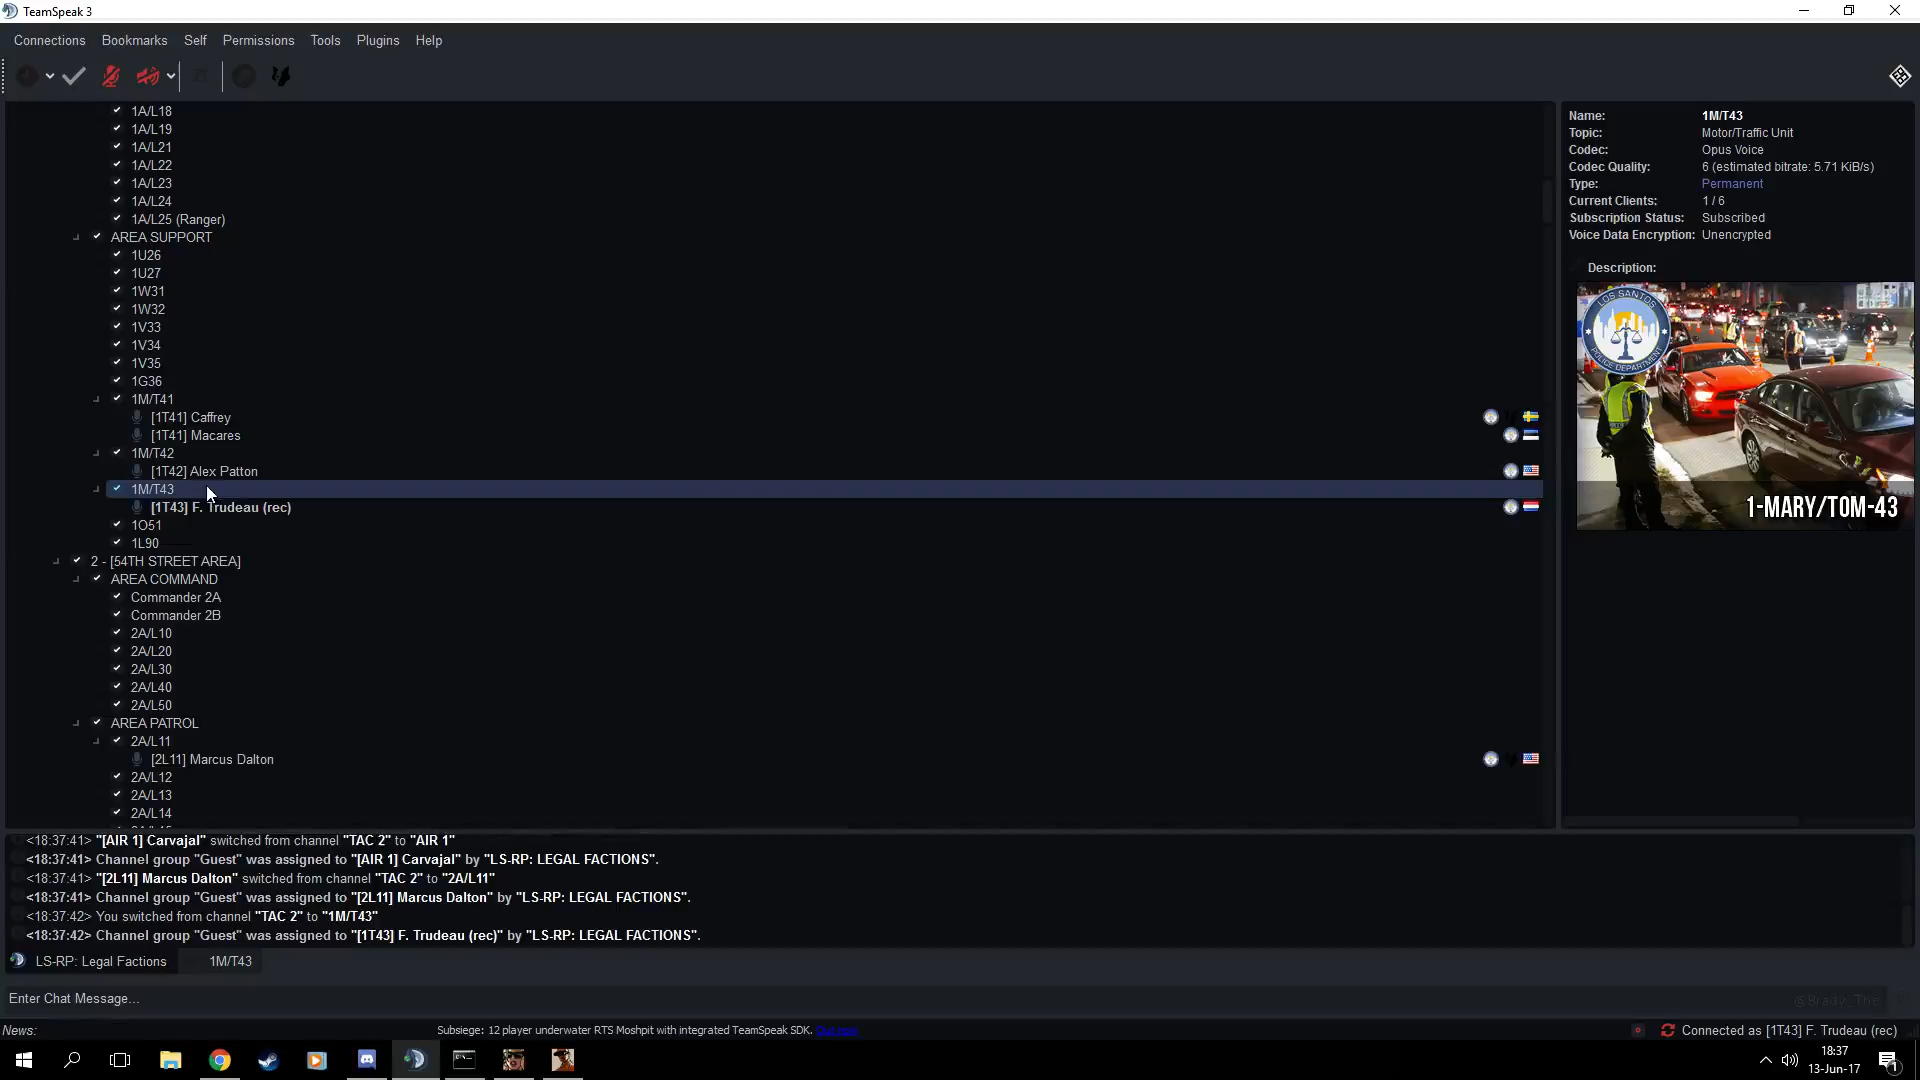 TeamSpeak 3
Connections Bookmarks Self Permissions Tools Plugins Help
1A/L18
1A/L19
1A/L21
1A/L22
1A/L23
1A/L24
1A/L25 (Ranger)
AREA SUPPORT
1U26
1U27
1W31
1W32
1V33
1V34
1V35
1G36
1M/T41
[1T41] Caffrey
[1T41] Macares
1M/T42
[1T42] Alex Patton
1M/T43
[1T43] F. Trudeau (rec)
1O51
1L90
2 - [54TH STREET AREA]
AREA COMMAND
Commander 2A
Commander 2B
2A/L10
2A/L20
2A/L30
2A/L40
2A/L50
AREA PATROL
2A/L11
[2L11] Marcus Dalton
2A/L12
2A/L13
2A/L14
Name: 1M/T43
Topic: Motor/Traffic Unit
Codec: Opus Voice
Codec Quality: 6 (estimated bitrate: 5.71 KiB/s)
Type: Permanent
Current Clients: 1 / 6
Subscription Status: Subscribed
Voice Data Encryption: Unencrypted
Description:
LOS SANTOS
POLICE DEPARTMENT
1-MARY/TOM-43
<18:37:41> "[AIR 1] Carvajal" switched from channel "TAC 2" to "AIR 1"
<18:37:41> Channel group "Guest" was assigned to "[AIR 1] Carvajal" by "LS-RP: LEGAL FACTIONS".
<18:37:41> "[2L11] Marcus Dalton" switched from channel "TAC 2" to "2A/L11"
<18:37:41> Channel group "Guest" was assigned to "[2L11] Marcus Dalton" by "LS-RP: LEGAL FACTIONS".
<18:37:42> You switched from channel "TAC 2" to "1M/T43"
<18:37:42> Channel group "Guest" was assigned to "[1T43] F. Trudeau (rec)" by "LS-RP: LEGAL FACTIONS".
LS-RP: Legal Factions 1M/T43
Enter Chat Message...
@Brady_The
News: Subsiege: 12 player underwater RTS Moshpit with integrated TeamSpeak SDK. Out now! Connected as [1T43] F. Trudeau (rec)
18:37
13-Jun-17
1